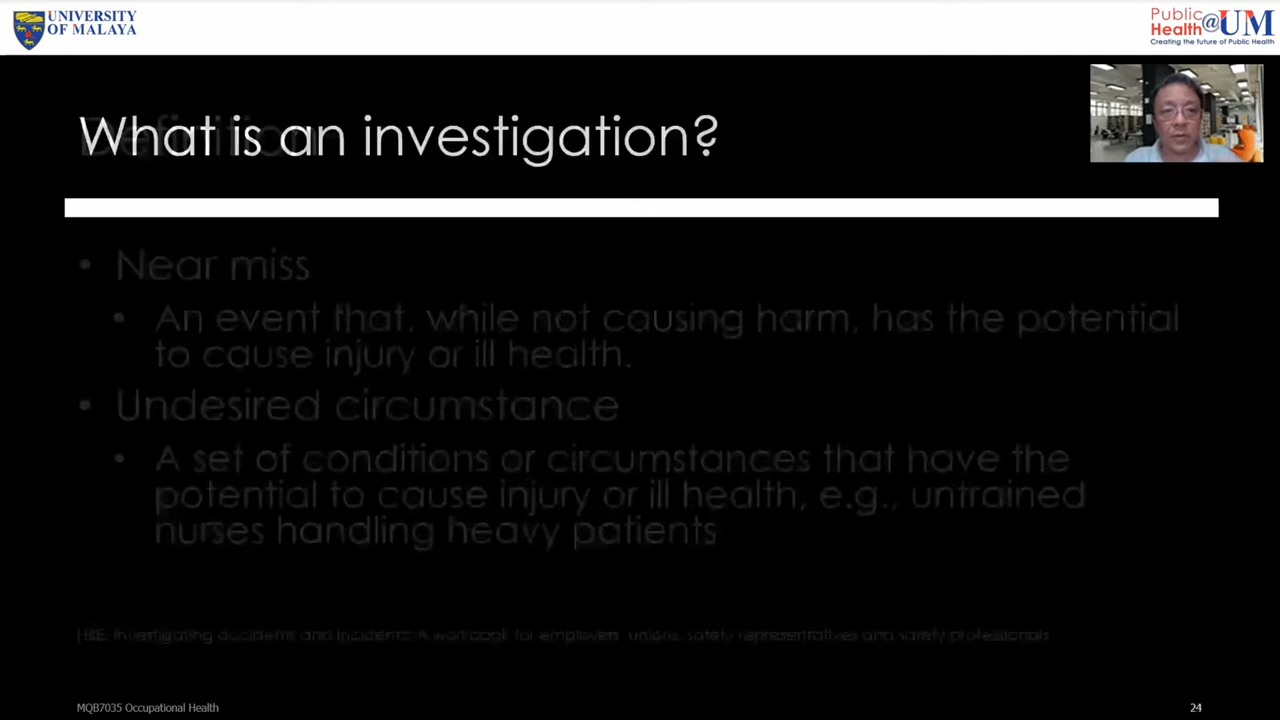 UNIVERSITY
OF MALAYA
Public
Health@UM
Creating the future of Public Health
What is an investigation?
• Near miss
• An event that, while not causing harm, has the potential
to cause injury or ill health.
• Undesired circumstance
• A set of conditions or circumstances that have the
potential to cause injury or ill health, e.g., untrained
nurses handling heavy patients
HSE. Investigating accidents and incidents: A workbook for employers, unions, safety representatives and safety professionals
MQB7035 Occupational Health
24